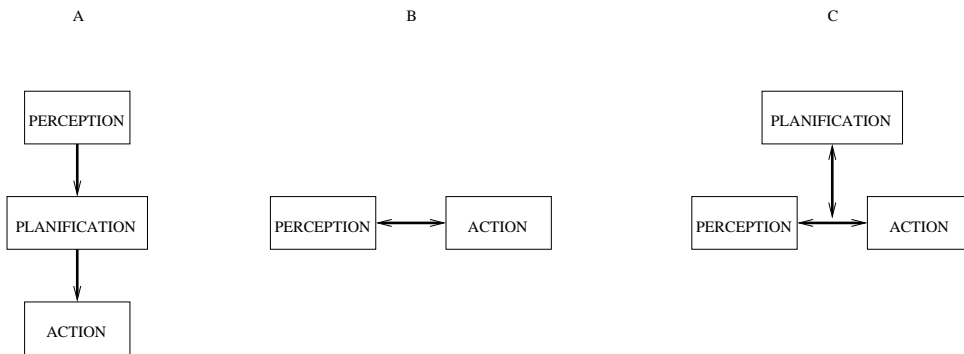 A
B
C
PERCEPTION
PLANIFICATION
ACTION
PERCEPTION
ACTION
PLANIFICATION
PERCEPTION
ACTION